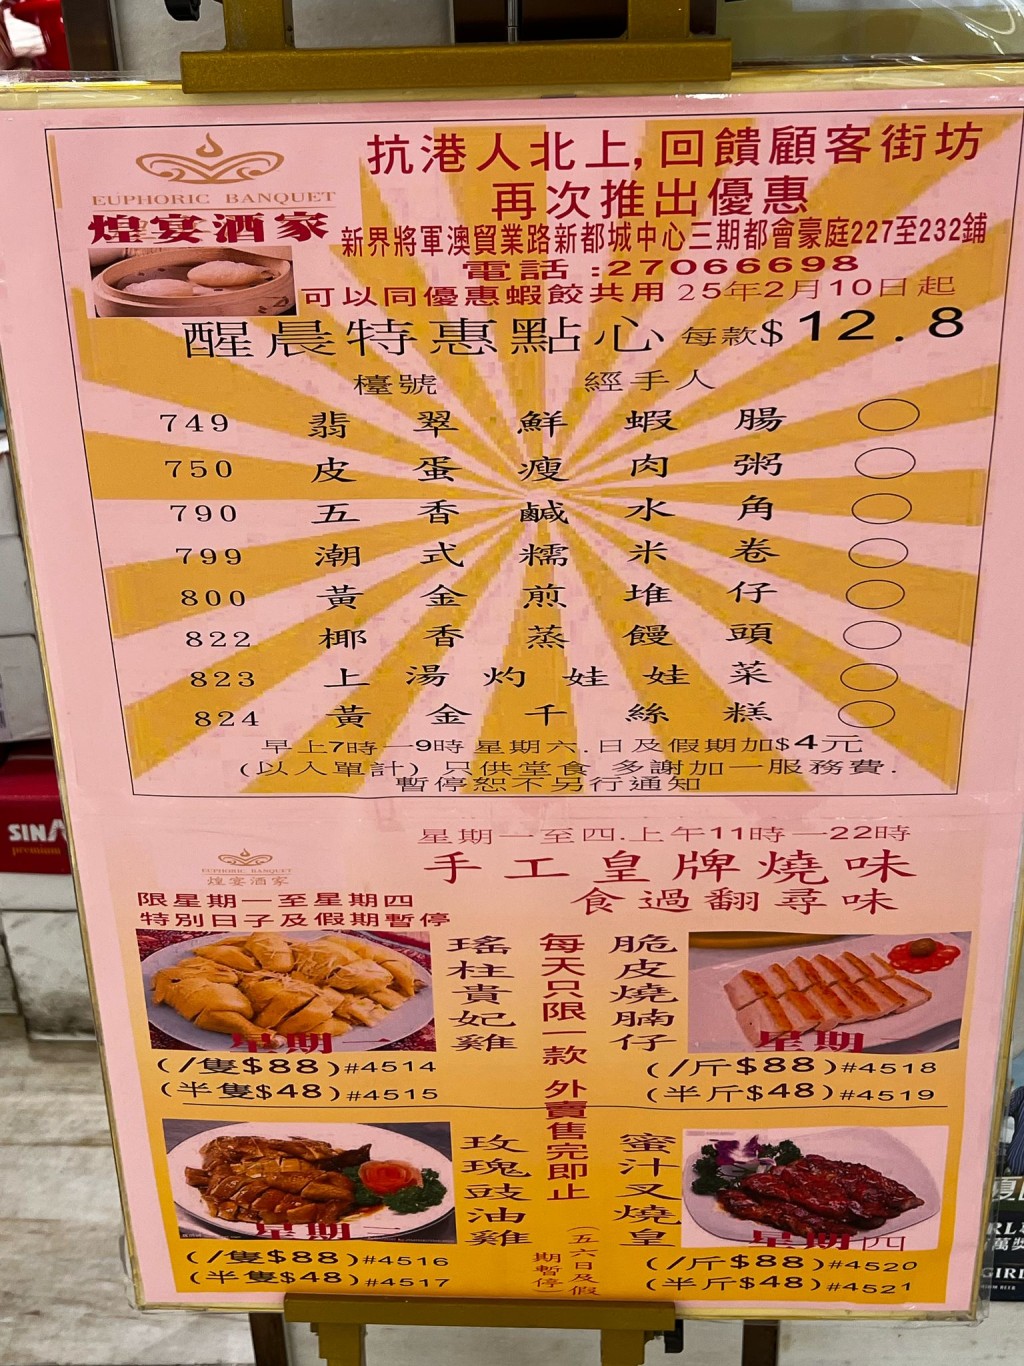 EUPHORIC BANQUET
煌宴酒家
抗港人北上,回饋顧客街坊
再次推出優惠
新界將軍澳貿業路新都城中心三期都會豪庭227至232鋪
電話:27066698
可以同優惠蝦餃共用 25年2月10日起
醒晨特惠點心 每款$12.8
檯號 經手人
749 翡翠鮮蝦腸
750 皮蛋瘦肉粥
790 五香鹹水角
799 潮式糯米卷
800 黃金煎堆仔
822 椰香蒸饅頭
823 上湯灼娃娃菜
824 黃金千絲糕
早上7時一9時 星期六.日及假期加$4元
(以入單計) 只供堂食 多謝加一服務費.
暫停恕不另行通知
星期一至四.上午11時一22時
手工皇牌燒味
食過翻尋味
EUPHORIC BANQUET
煌宴酒家
限星期一至星期四
特別日子及假期暫停
瑤柱貴妃雞
星期一
(/隻$88)#4514
(半隻$48)#4515
每天只限一款 外賣售完即止
(五六日及假期暫停)
脆皮燒腩仔
星期二
(/斤$88)#4518
(半斤$48)#4519
玫瑰豉油雞
星期三
(/隻$88)#4516
(半隻$48)#4517
蜜汁叉燒皇
星期四
(/斤$88)#4520
(半斤$48)#4521
SINA
premium